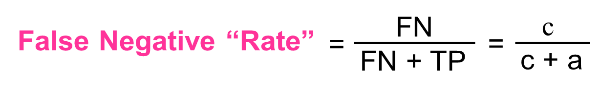 False Negative “Rate” = FN / FN + TP = c / c + a